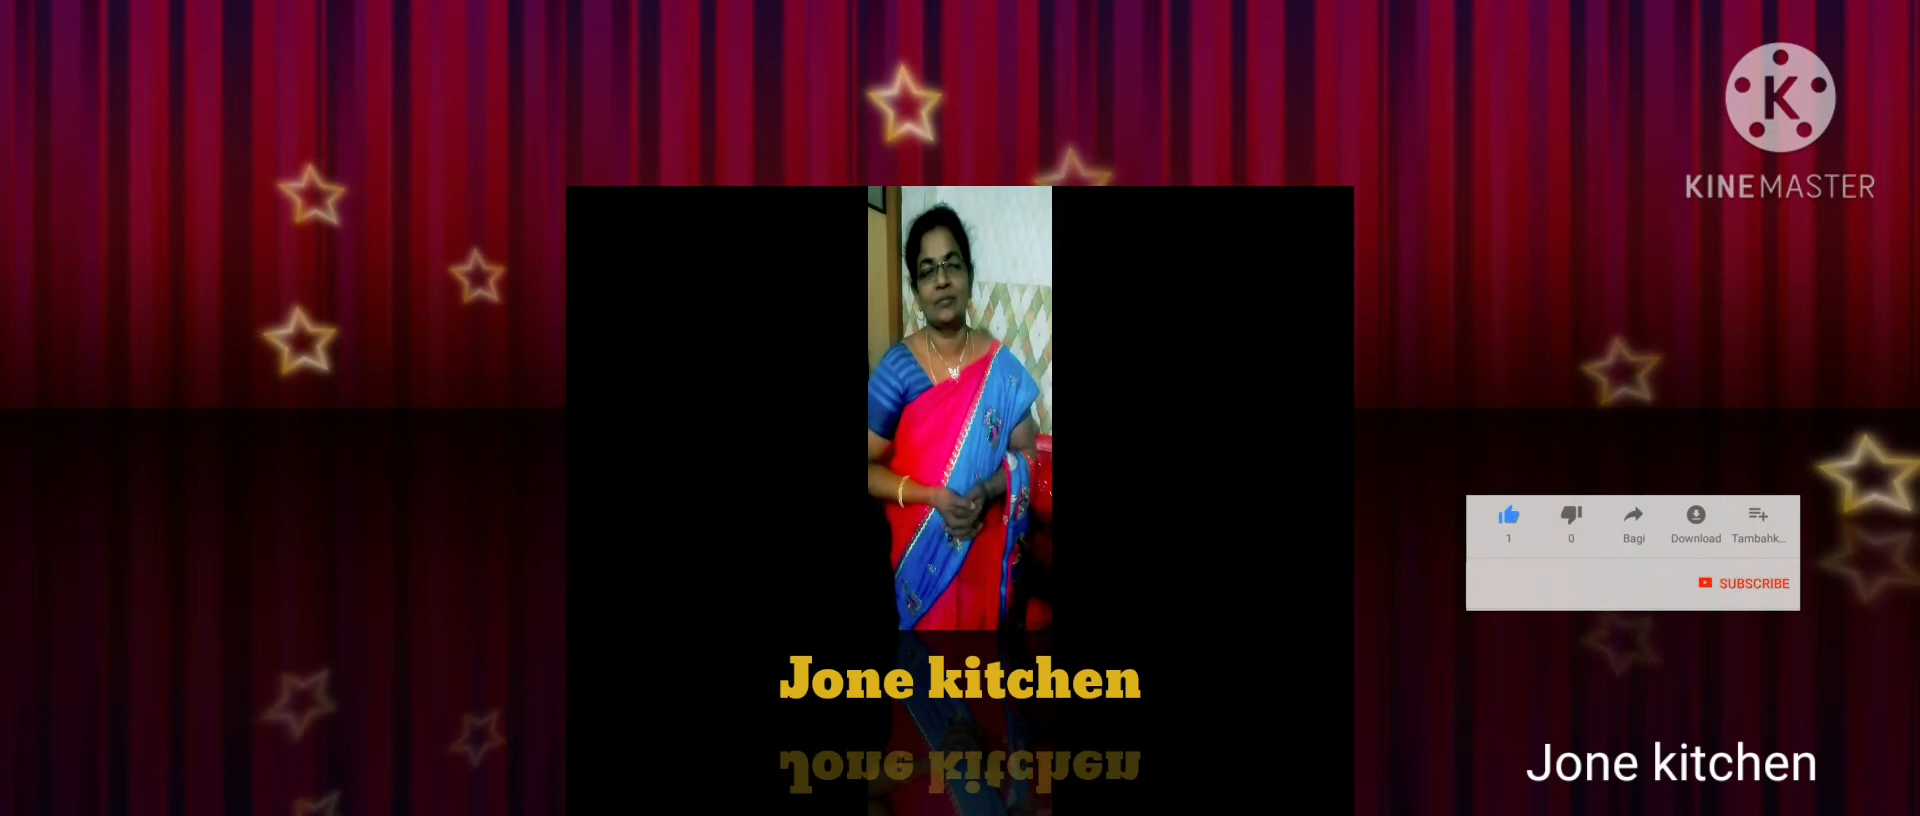 K
KINEMASTER
1
0
Bagi
Download
Tambahk...
SUBSCRIBE
Jone kitchen
Jone kitchen
Jone kitchen